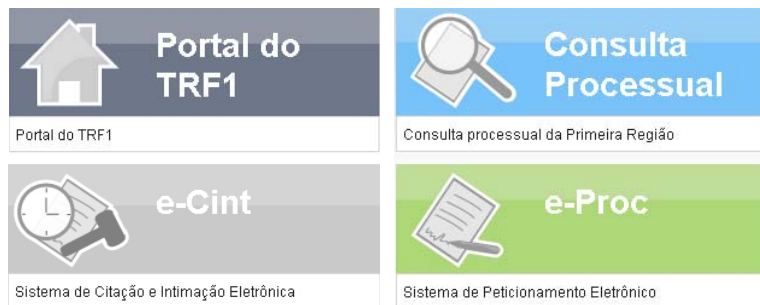 Portal do
TRF1
Portal do TRF1
Consulta
Processual
Consulta processual da Primeira Região
e-Cint
Sistema de Citação e Intimação Eletrônica
e-Proc
Sistema de Peticionamento Eletrônico